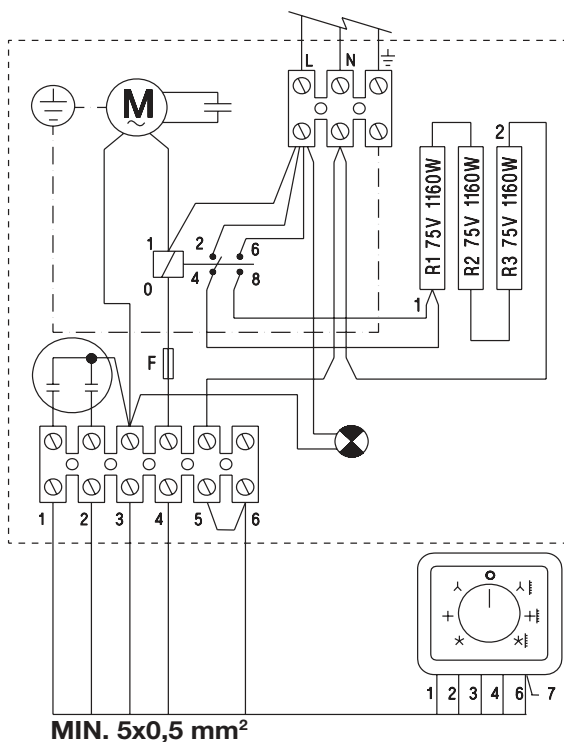 L N
M
1 2 6
0 4 8
2
R1 75V 1160W
R2 75V 1160W
R3 75V 1160W
1
F
1 2 3 4 5 6
1 2 3 4 6 7
MIN. 5x0,5 mm²